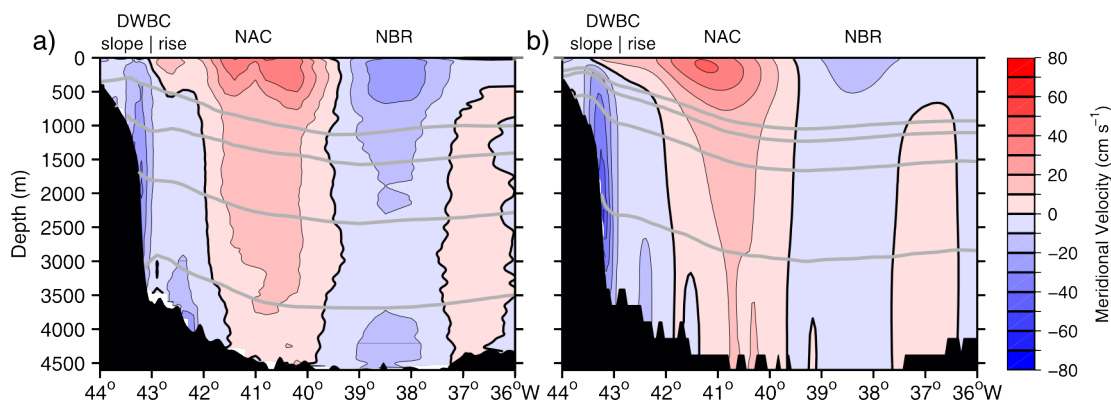 DWBC
slope | rise
NAC
NBR
a)
0
500
1000
1500
2000
2500
3000
3500
4000
4500
Depth (m)
44° 43° 42° 41° 40° 39° 38° 37° 36°W
DWBC
slope | rise
NAC
NBR
b)
44° 43° 42° 41° 40° 39° 38° 37° 36°W
80
60
40
20
0
−20
−40
−60
−80
Meridional Velocity (cm s⁻¹)